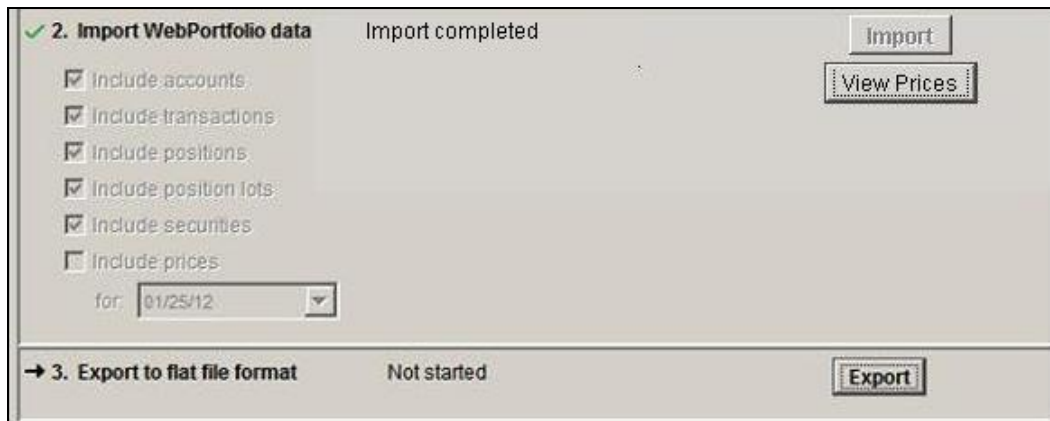 2. Import WebPortfolio data Import completed Import
View Prices
Include accounts
Include transactions
Include positions
Include position lots
Include securities
Include prices
for: 01/25/12
3. Export to flat file format Not started Export